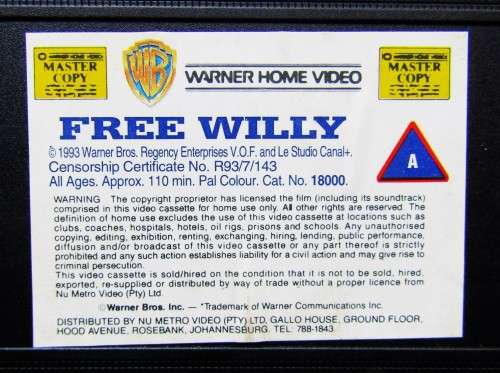 MASTER
COPY
WB
WARNER HOME VIDEO
MASTER
COPY
FREE WILLY
© 1993 Warner Bros. Regency Enterprises V.O.F. and Le Studio Canal+.
Censorship Certificate No. R93/7/143
All Ages. Approx. 110 min. Pal Colour. Cat. No. 18000.
A
WARNING The copyright proprietor has licensed the film (including its soundtrack)
comprised in this video cassette for home use only. All other rights are reserved. The
definition of home use excludes the use of this video cassette at locations such as
clubs, coaches, hospitals, hotels, oil rigs, prisons and schools. Any unauthorised
copying, editing, exhibition, renting, exchanging, hiring, lending, public performance,
diffusion and/or broadcast of this video cassette or any part thereof is strictly
prohibited and any such action establishes liability for a civil action and may give rise to
criminal persecution.
This video cassette is sold/hired on the condition that it is not to be sold, hired,
exported, re-supplied or distributed by way of trade without a proper licence from
Nu Metro Video (Pty) Ltd.
©Warner Bros. Inc. — *Trademark of Warner Communications Inc.
DISTRIBUTED BY NU METRO VIDEO (PTY) LTD, GALLO HOUSE, GROUND FLOOR,
HOOD AVENUE, ROSEBANK, JOHANNESBURG. TEL: 788-1843.